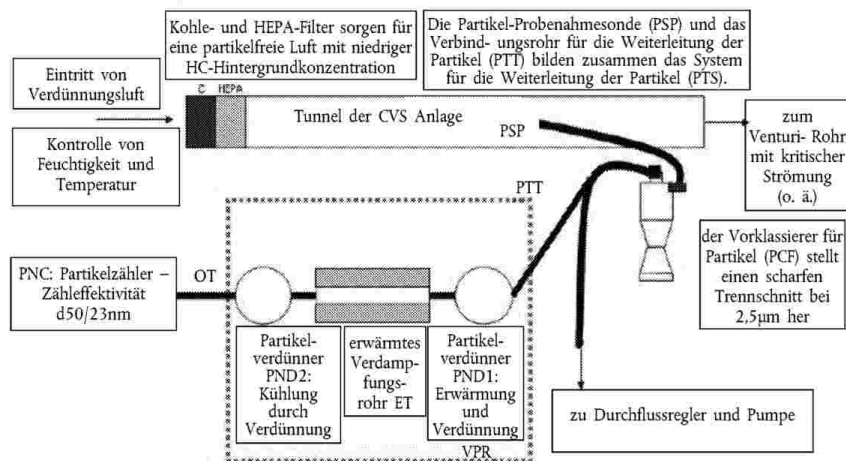 Kohle- und HEPA-Filter sorgen für
eine partikelfreie Luft mit niedriger
HC-Hintergrundkonzentration
Die Partikel-Probenahmesonde (PSP) und das
Verbind- ungsrohr für die Weiterleitung der
Partikel (PTT) bilden zusammen das System
für die Weiterleitung der Partikel (PTS).
Eintritt von
Verdünnungsluft
C HEPA
Tunnel der CVS Anlage
PSP
zum
Venturi- Rohr
mit kritischer
Strömung
(o. ä.)
Kontrolle von
Feuchtigkeit und
Temperatur
PTT
der Vorklassierer für
Partikel (PCF) stellt
einen scharfen
Trennschnitt bei
2,5µm her
PNC: Partikelzähler –
Zähleffektivität
d50/23nm
OT
Partikel-
verdünner
PND2:
Kühlung
durch
Verdünnung
erwärmtes
Verdamp-
fungs-
rohr ET
Partikel-
verdünner
PND1:
Erwärmung
und
Verdünnung
VPR
zu Durchflussregler und Pumpe